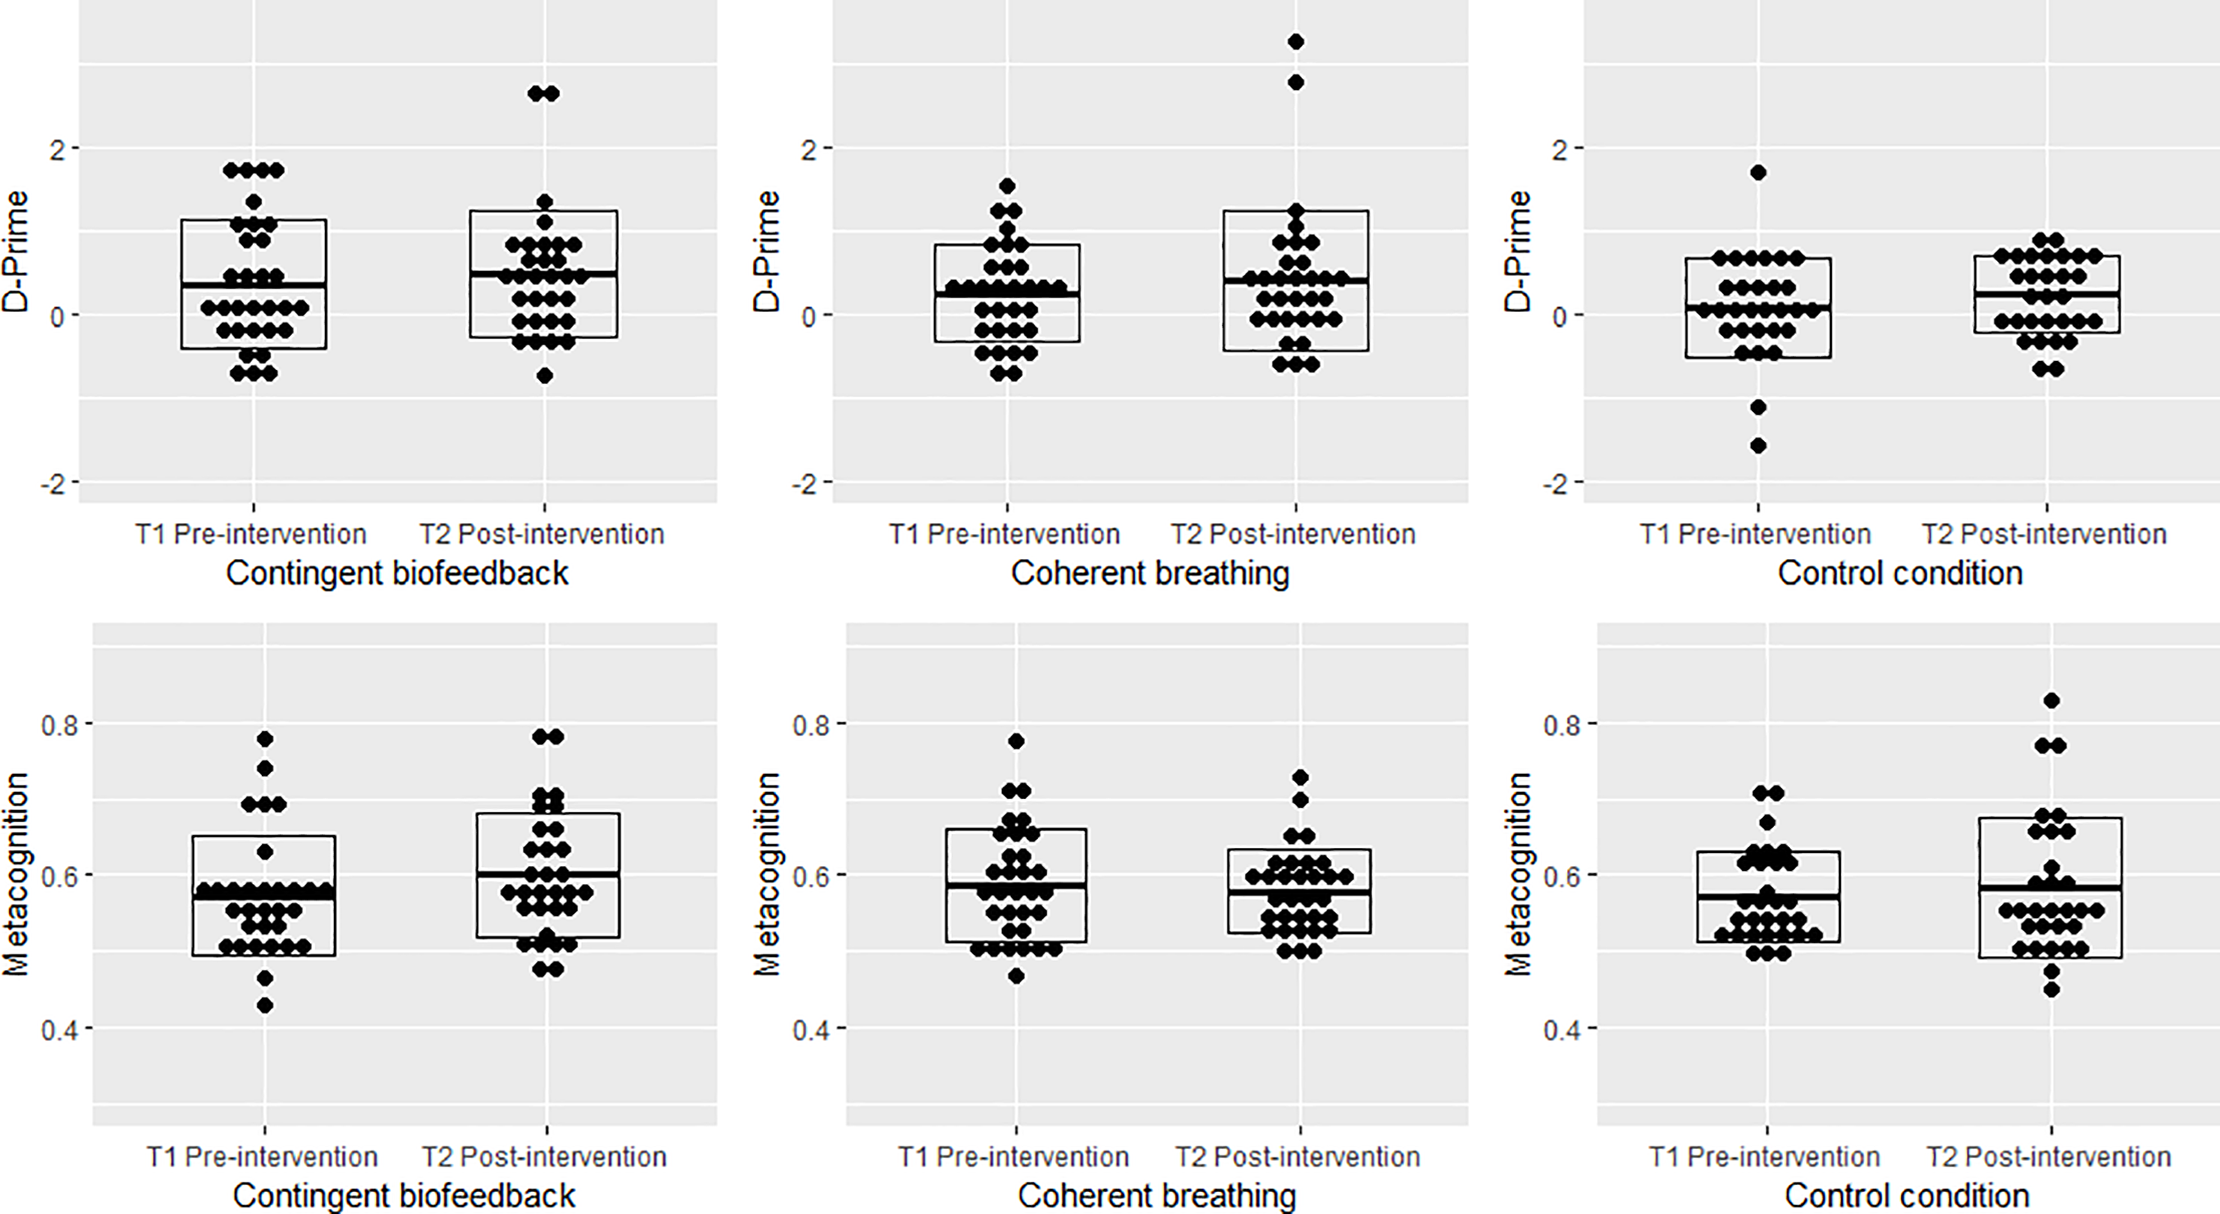 D-Prime
2
0
-2
T1 Pre-intervention
T2 Post-intervention
Contingent biofeedback
D-Prime
2
0
-2
T1 Pre-intervention
T2 Post-intervention
Coherent breathing
D-Prime
2
0
-2
T1 Pre-intervention
T2 Post-intervention
Control condition
Metacognition
0.8
0.6
0.4
T1 Pre-intervention
T2 Post-intervention
Contingent biofeedback
Metacognition
0.8
0.6
0.4
T1 Pre-intervention
T2 Post-intervention
Coherent breathing
Metacognition
0.8
0.6
0.4
T1 Pre-intervention
T2 Post-intervention
Control condition